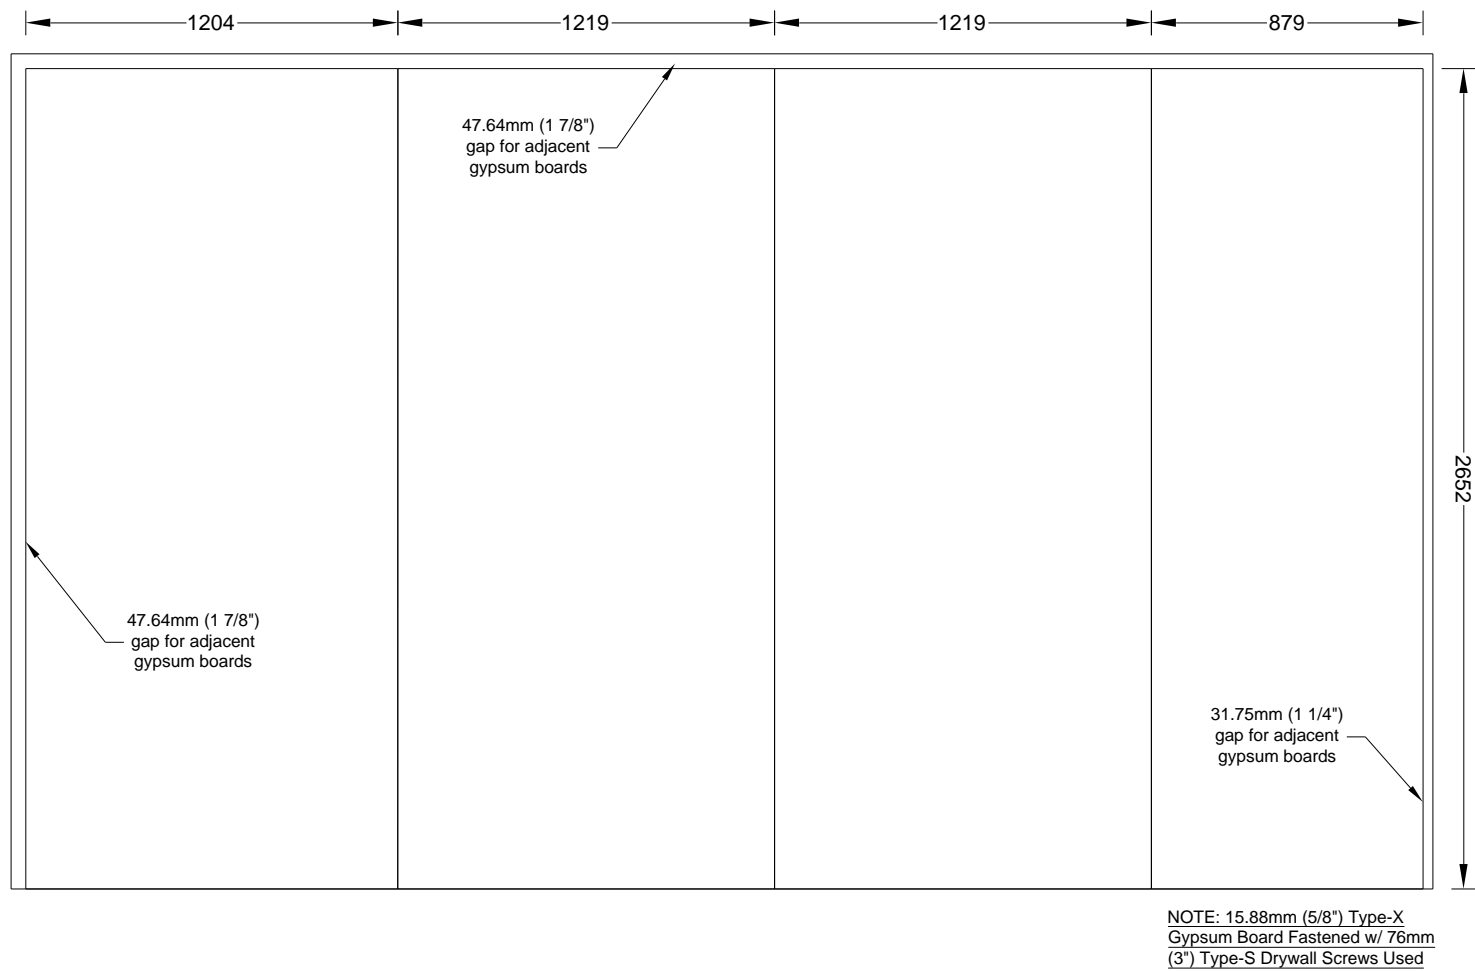 1204
1219
1219
879
47.64mm (1 7/8")
gap for adjacent
gypsum boards
2652
47.64mm (1 7/8")
gap for adjacent
gypsum boards
31.75mm (1 1/4")
gap for adjacent
gypsum boards
NOTE: 15.88mm (5/8") Type-X
Gypsum Board Fastened w/ 76mm
(3") Type-S Drywall Screws Used